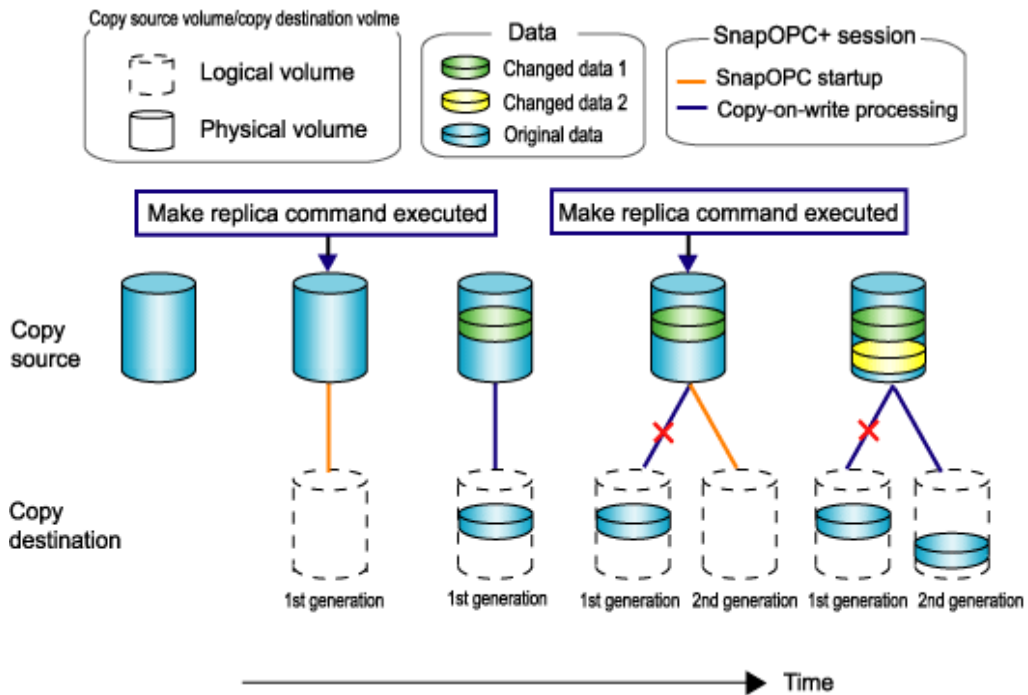 Copy source volume/copy destination volme
Logical volume
Physical volume
Data
Changed data 1
Changed data 2
Original data
SnapOPC+ session
SnapOPC startup
Copy-on-write processing
Make replica command executed
Make replica command executed
Copy
source
Copy
destination
1st generation
1st generation
1st generation
2nd generation
1st generation
2nd generation
Time